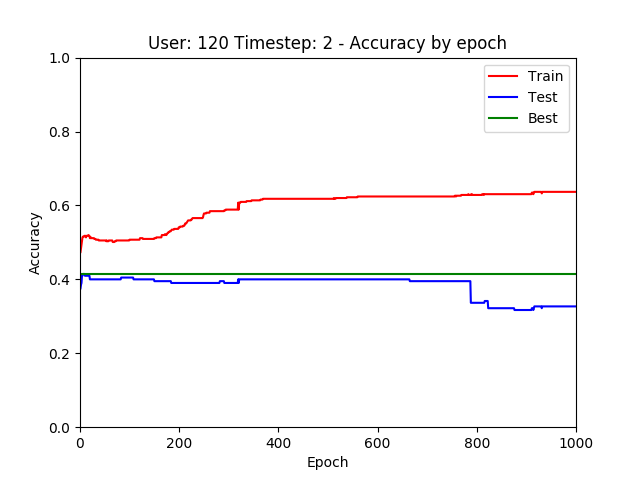 User: 120 Timestep: 2 - Accuracy by epoch
Train
Test
Best
Accuracy
1.0
0.8
0.6
0.4
0.2
0.0
0 200 400 600 800 1000
Epoch